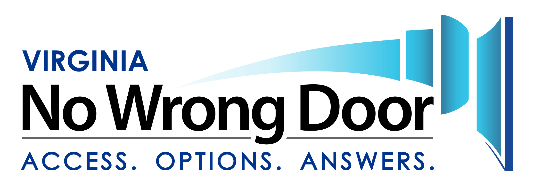 VIRGINIA
No Wrong Door
ACCESS. OPTIONS. ANSWERS.